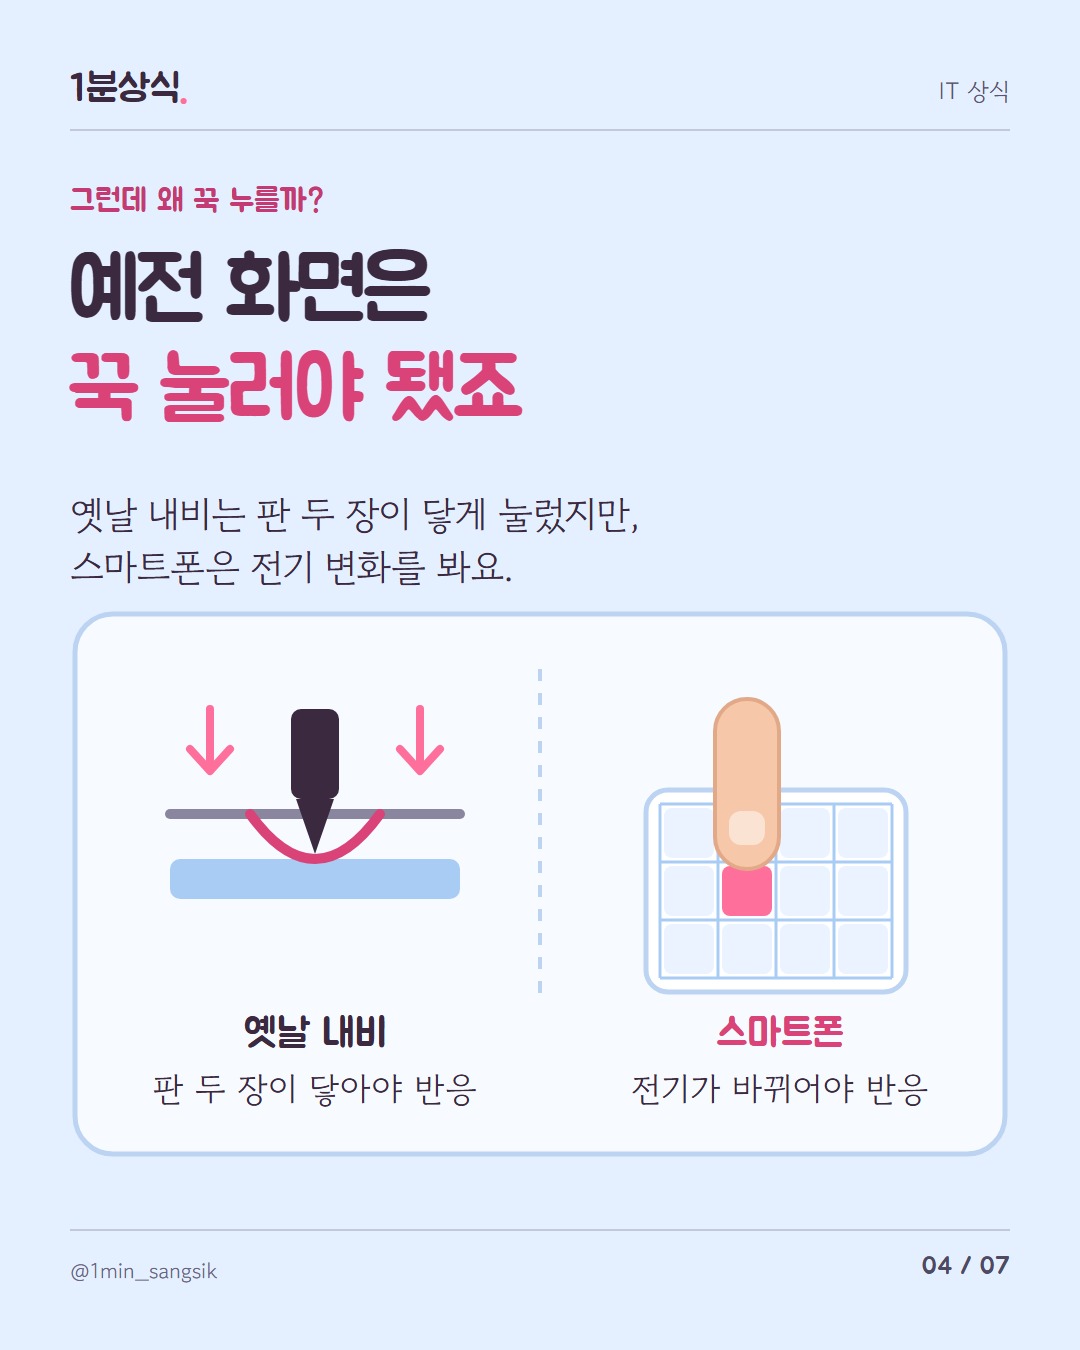 1분상식.
IT 상식
그런데 왜 꾹 누를까?
예전 화면은
꾹 눌러야 됐죠
옛날 내비는 판 두 장이 닿게 눌렀지만,
스마트폰은 전기 변화를 봐요.
옛날 내비
판 두 장이 닿아야 반응
스마트폰
전기가 바뀌어야 반응
@1min_sangsik
04 / 07